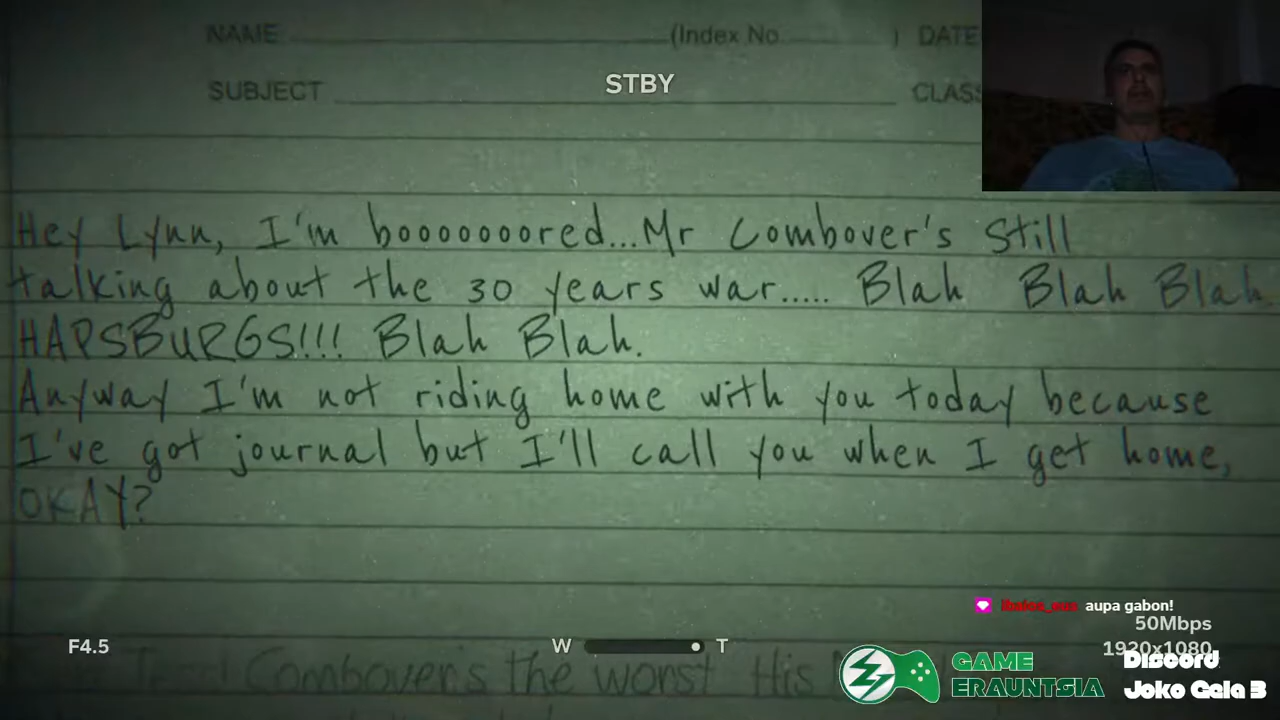 NAME (Index No. ) DATE
SUBJECT CLASS
STBY
Hey Lynn, I'm boooooooored...Mr Combover's Still
talking about the 30 years war..... Blah Blah Blah
HAPSBURGS!!! Blah Blah.
Anyway I'm not riding home with you today because
I've got journal but I'll call you when I get home,
OKAY?
aupa gabon!
50Mbps
1920x1080
F4.5
W T
Combover's the worst His
GAME
ERAUNTSIA
Discord
Joko Gela 3